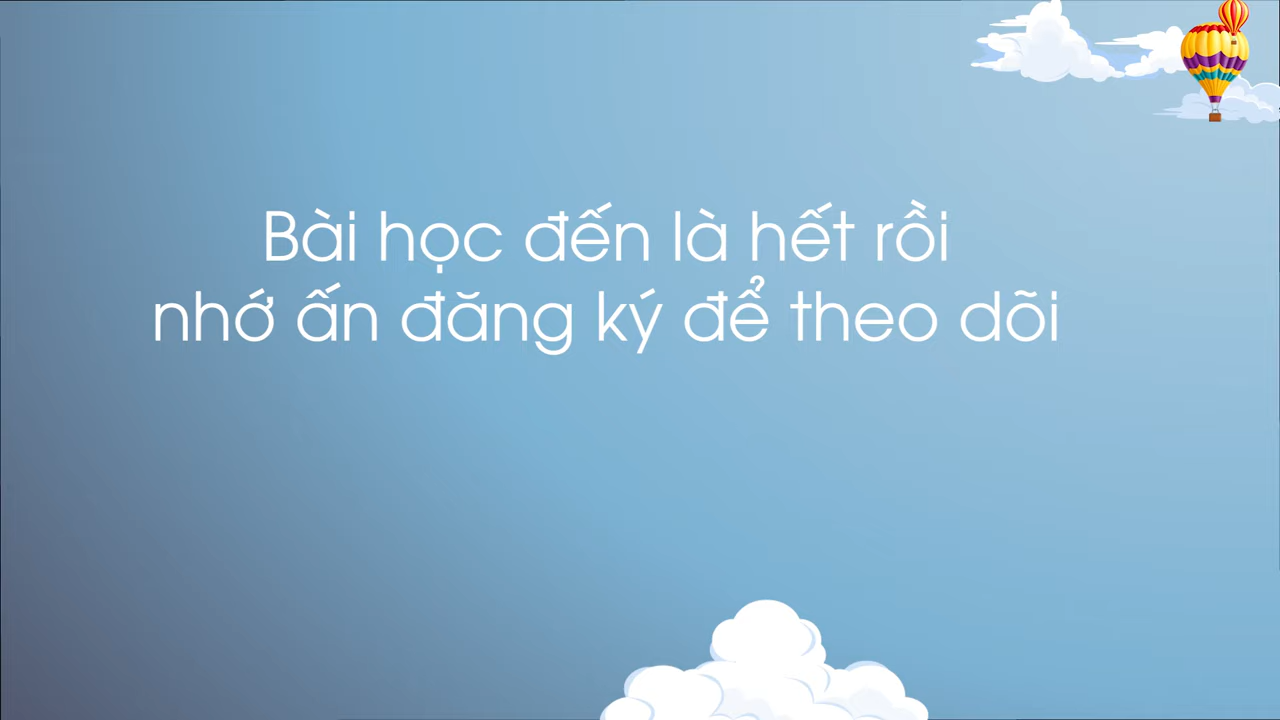 Bài học đến là hết rồi
nhớ ấn đăng ký để theo dõi